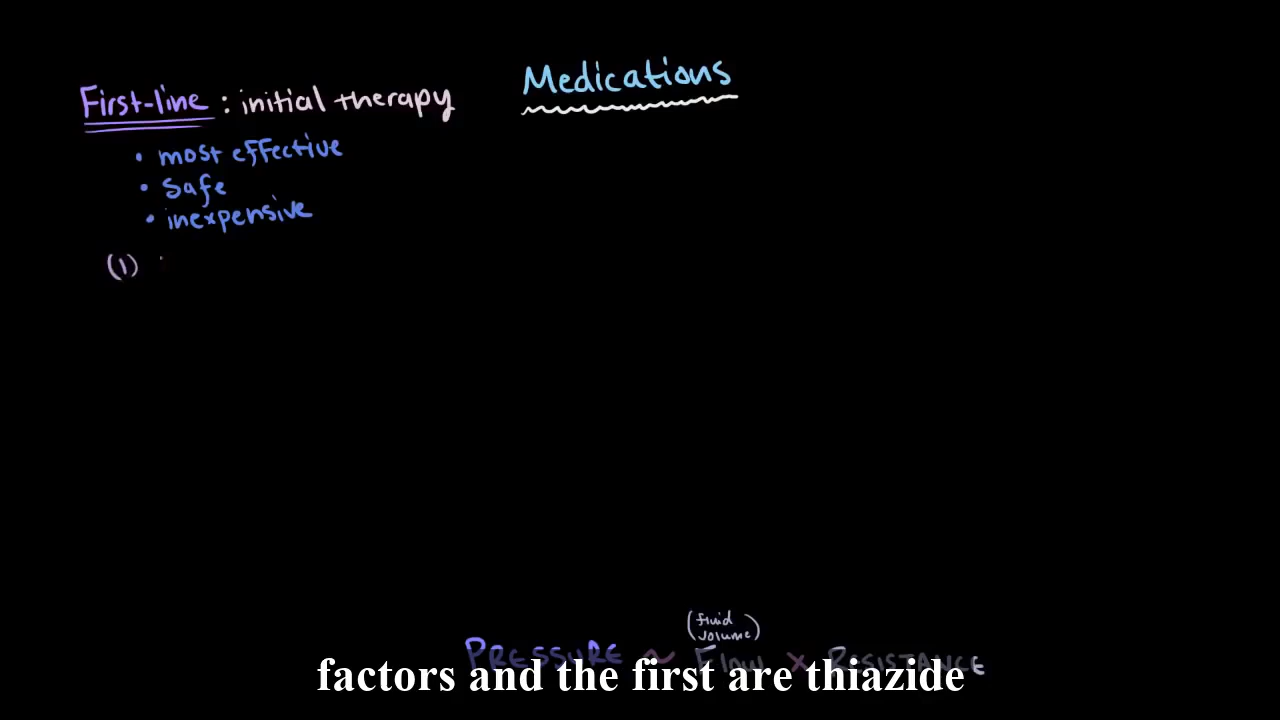 Medications
First-line : initial therapy
• most effective
• safe
• inexpensive
(1)
(fluid
volume)
PRESSURE ~ Flow × RESISTANCE
factors and the first are thiazide